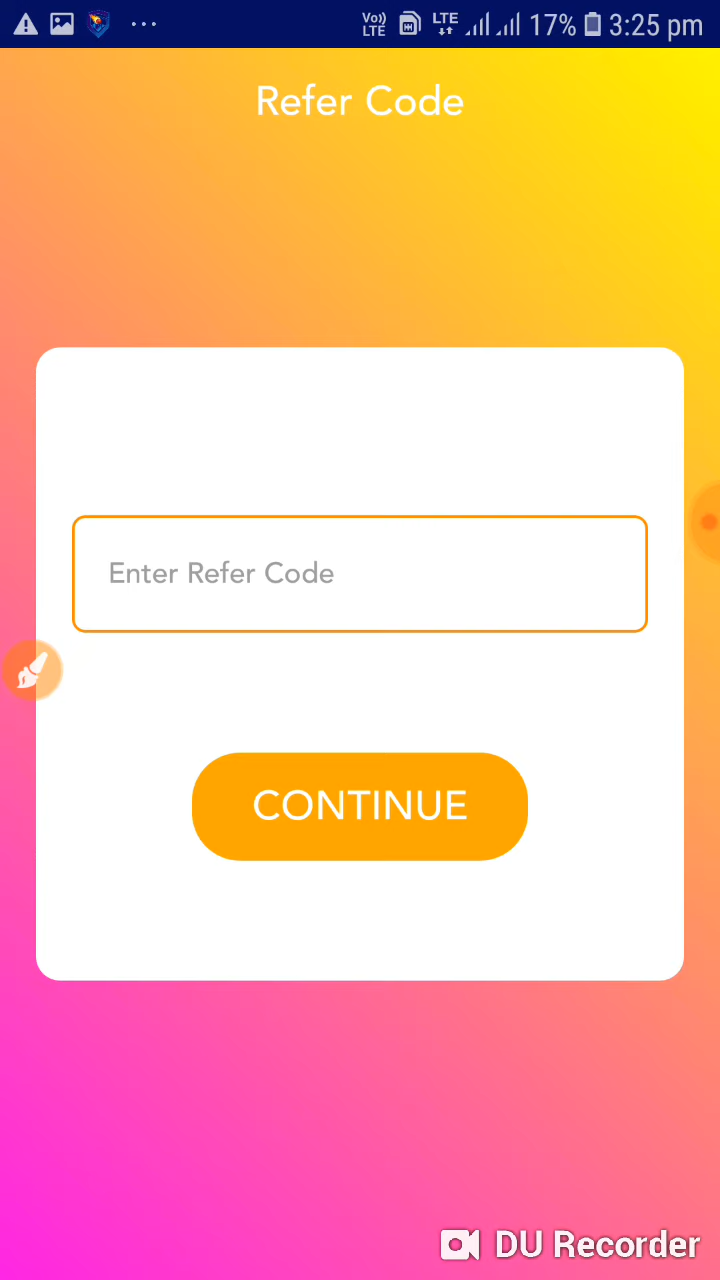 Vo)) LTE LTE 17% 3:25 pm
Refer Code
Enter Refer Code
CONTINUE
DU Recorder